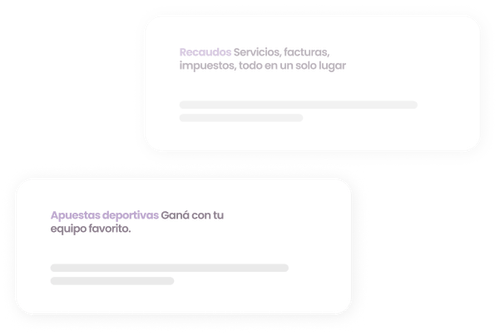 Recaudos Servicios, facturas,
impuestos, todo en un solo lugar
Apuestas deportivas Ganá con tu
equipo favorito.